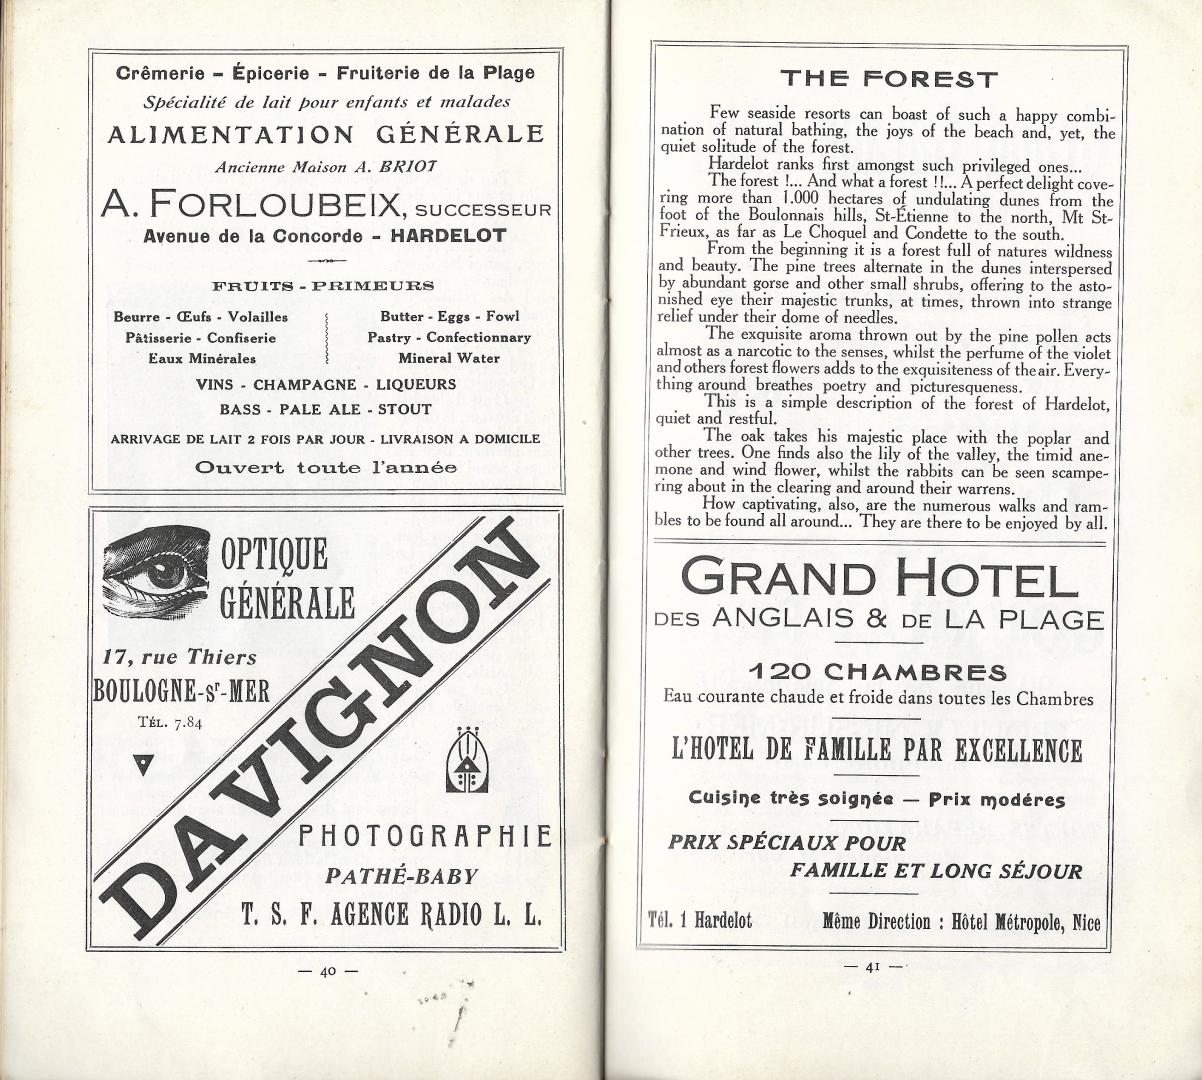 Crêmerie - Épicerie - Fruiterie de la Plage
Spécialité de lait pour enfants et malades
ALIMENTATION GÉNÉRALE
Ancienne Maison A. BRIOT
A. FORLOUBEIX, SUCCESSEUR
Avenue de la Concorde - HARDELOT
FRUITS - PRIMEURS
Beurre - Œufs - Volailles
Pâtisserie - Confiserie
Eaux Minérales
Butter - Eggs - Fowl
Pastry - Confectionnary
Mineral Water
VINS - CHAMPAGNE - LIQUEURS
BASS - PALE ALE - STOUT
ARRIVAGE DE LAIT 2 FOIS PAR JOUR - LIVRAISON A DOMICILE
Ouvert toute l'année
OPTIQUE
GÉNÉRALE
17, rue Thiers
BOULOGNE-sʳ-MER
TÉL. 7.84
DAVIGNON
PHOTOGRAPHIE
PATHÉ-BABY
T. S. F. AGENCE RADIO L. L.
— 40 —
THE FOREST
Few seaside resorts can boast of such a happy combi-
nation of natural bathing, the joys of the beach and, yet, the
quiet solitude of the forest.
Hardelot ranks first amongst such privileged ones...
The forest !... And what a forest !!... A perfect delight cove-
ring more than 1.000 hectares of undulating dunes from the
foot of the Boulonnais hills, St-Étienne to the north, Mt St-
Frieux, as far as Le Choquel and Condette to the south.
From the beginning it is a forest full of natures wildness
and beauty. The pine trees alternate in the dunes interspersed
by abundant gorse and other small shrubs, offering to the asto-
nished eye their majestic trunks, at times, thrown into strange
relief under their dome of needles.
The exquisite aroma thrown out by the pine pollen acts
almost as a narcotic to the senses, whilst the perfume of the violet
and others forest flowers adds to the exquisiteness of the air. Every-
thing around breathes poetry and picturesqueness.
This is a simple description of the forest of Hardelot,
quiet and restful.
The oak takes his majestic place with the poplar and
other trees. One finds also the lily of the valley, the timid ane-
mone and wind flower, whilst the rabbits can be seen scampe-
ring about in the clearing and around their warrens.
How captivating, also, are the numerous walks and ram-
bles to be found all around... They are there to be enjoyed by all.
GRAND HOTEL
DES ANGLAIS & DE LA PLAGE
120 CHAMBRES
Eau courante chaude et froide dans toutes les Chambres
L'HOTEL DE FAMILLE PAR EXCELLENCE
Cuisine très soignée — Prix modéres
PRIX SPÉCIAUX POUR
FAMILLE ET LONG SÉJOUR
Tél. 1 Hardelot
Même Direction : Hôtel Métropole, Nice
— 41 —